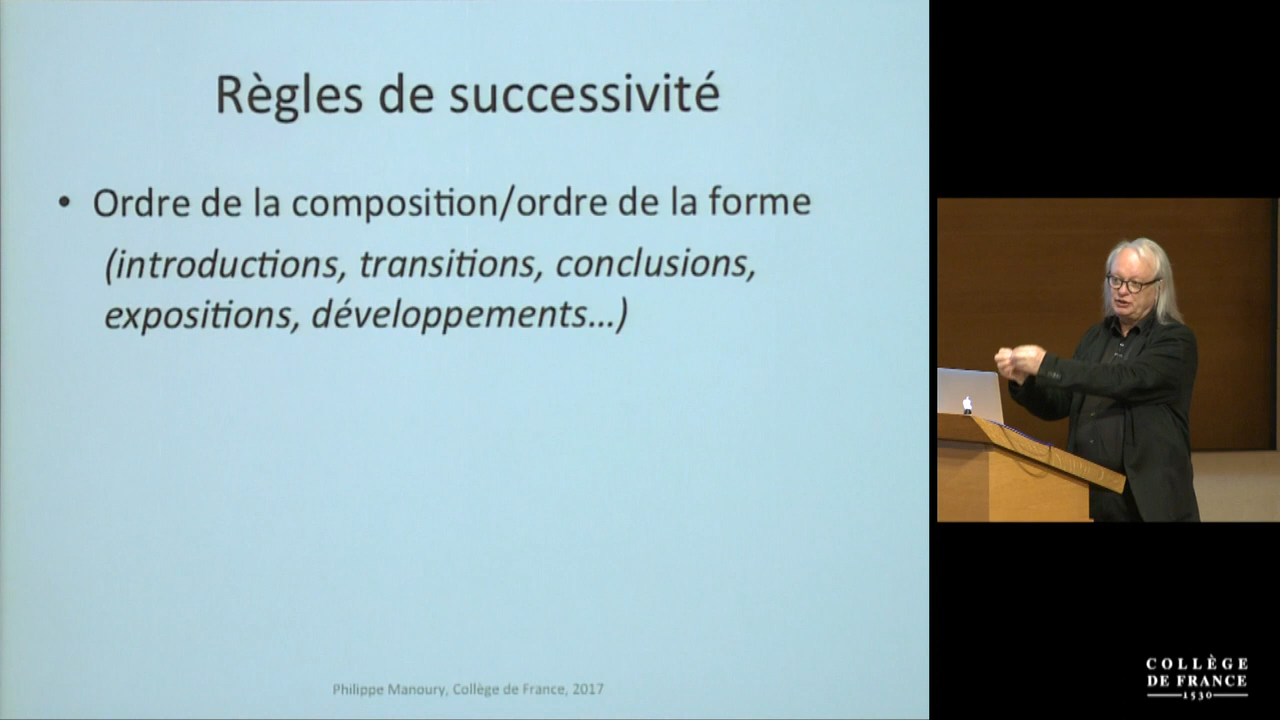 Règles de successivité
• Ordre de la composition/ordre de la forme
(introductions, transitions, conclusions,
expositions, développements...)
Philippe Manoury, Collège de France, 2017
COLLÈGE
DE FRANCE
1530